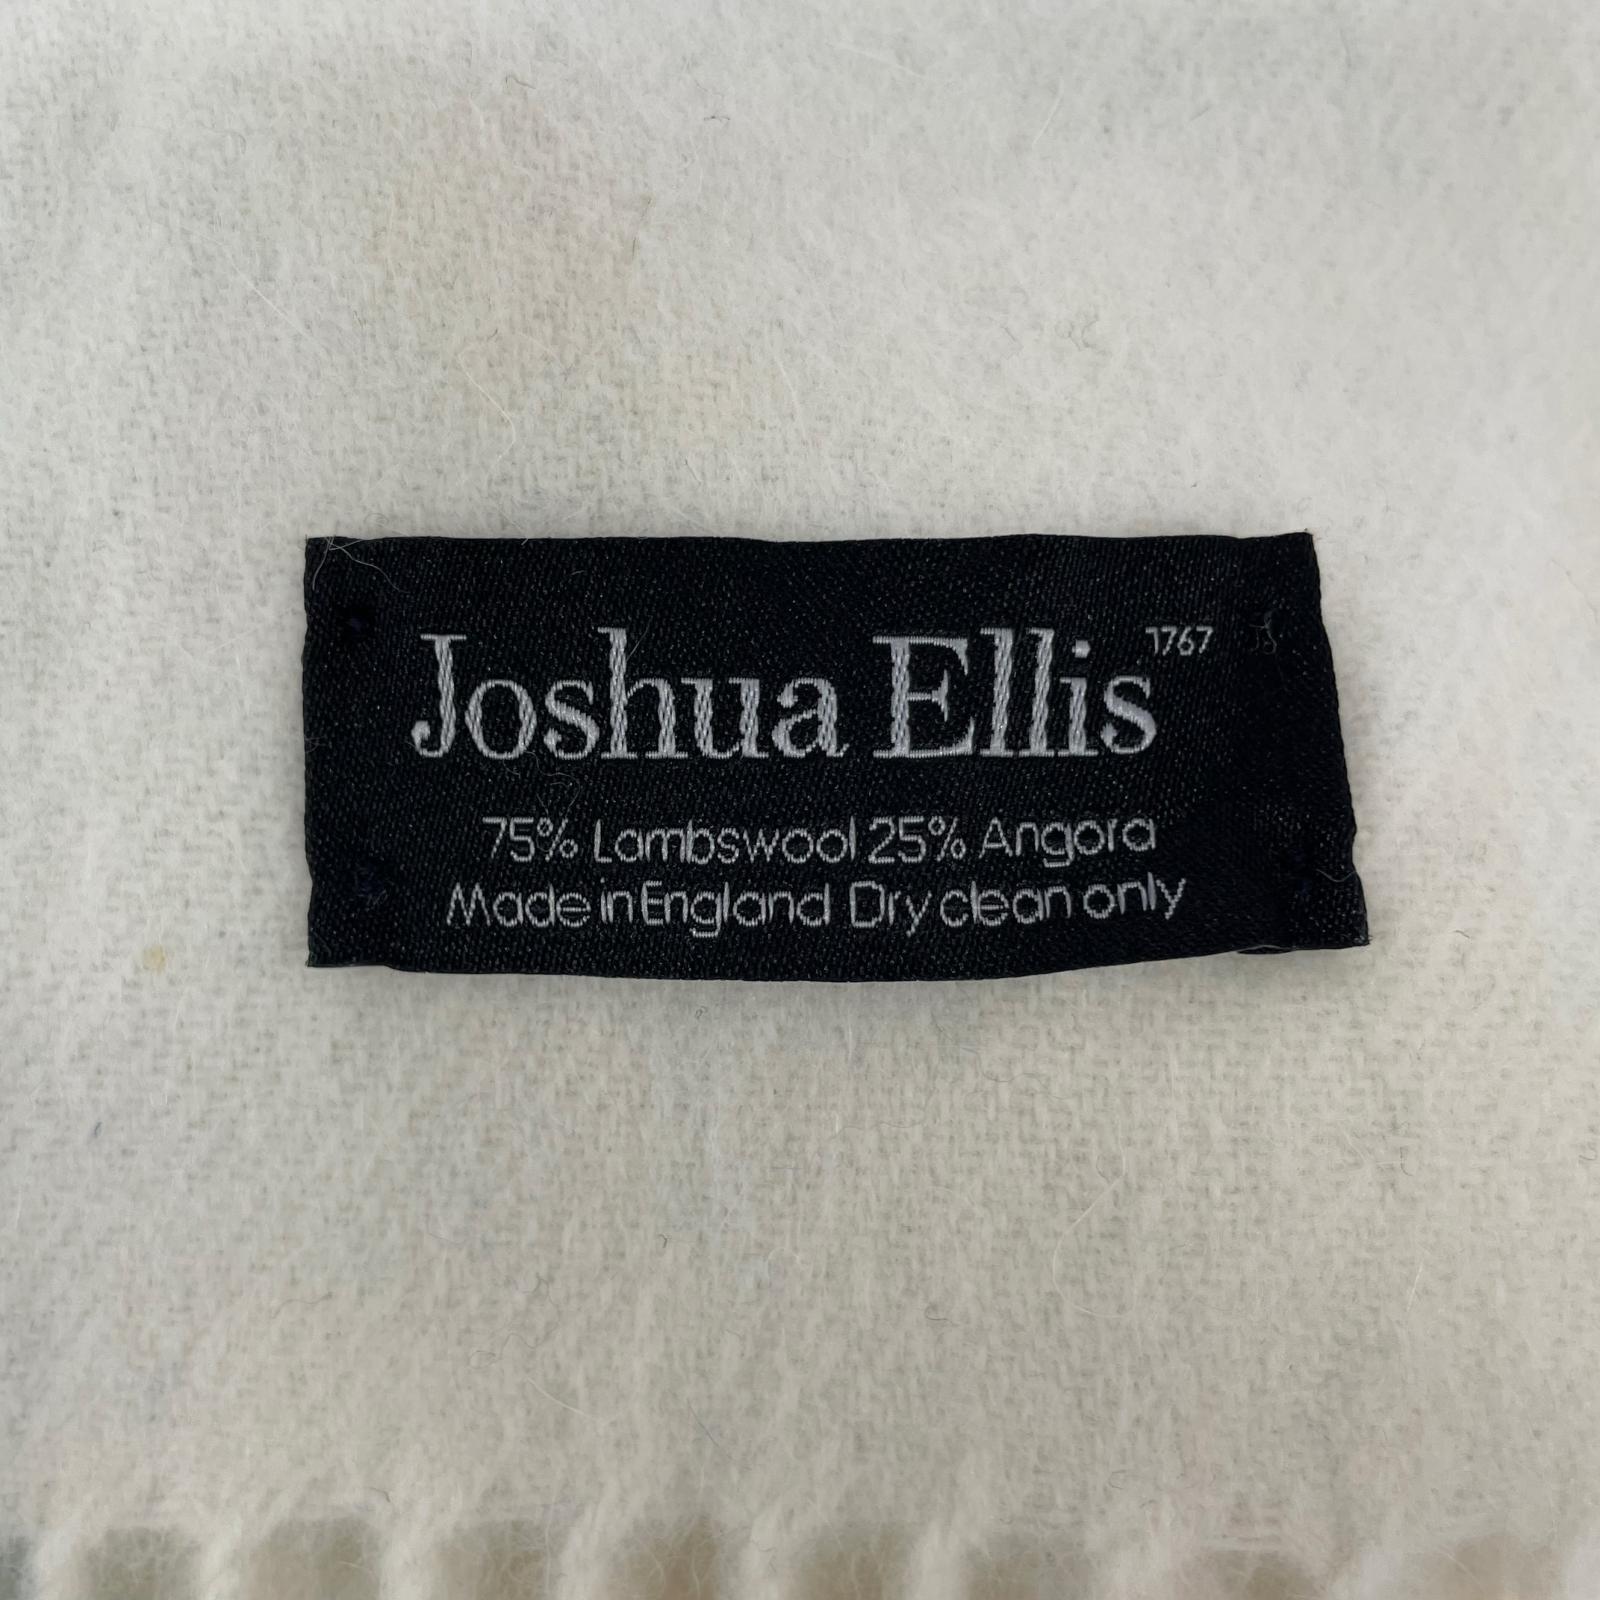 Joshua Ellis 1767
75% Lambswool 25% Angora
Made in England Dry clean only